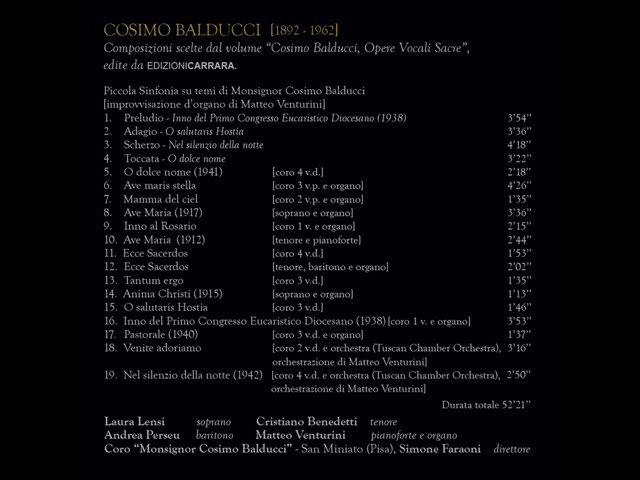 COSIMO BALDUCCI [1892 - 1962]
Composizioni scelte dal volume “Cosimo Balducci, Opere Vocali Sacre”,
edite da EDIZIONICARRARA.
Piccola Sinfonia su temi di Monsignor Cosimo Balducci
[improvvisazione d'organo di Matteo Venturini]
1. Preludio - Inno del Primo Congresso Eucaristico Diocesano (1938) 3'54”
2. Adagio - O salutaris Hostia 3'36”
3. Scherzo - Nel silenzio della notte 4'18”
4. Toccata - O dolce nome 3'22”
5. O dolce nome (1941) [coro 4 v.d.] 2'18”
6. Ave maris stella [coro 3 v.p. e organo] 4'26”
7. Mamma del ciel [coro 2 v.p. e organo] 1'35”
8. Ave Maria (1917) [soprano e organo] 3'36”
9. Inno al Rosario [coro 1 v. e organo] 2'15”
10. Ave Maria (1912) [tenore e pianoforte] 2'44”
11. Ecce Sacerdos [coro 4 v.d.] 1'53”
12. Ecce Sacerdos [tenore, baritono e organo] 2'02”
13. Tantum ergo [coro 3 v.d.] 1'35”
14. Anima Christi (1915) [soprano e organo] 1'13”
15. O salutaris Hostia [coro 3 v.d.] 1'46”
16. Inno del Primo Congresso Eucaristico Diocesano (1938) [coro 1 v. e organo] 3'53”
17. Pastorale (1940) [coro 3 v.d. e organo] 1'37”
18. Venite adoriamo [coro 2 v.d. e orchestra (Tuscan Chamber Orchestra), 3'16”
orchestrazione di Matteo Venturini]
19. Nel silenzio della notte (1942) [coro 4 v.d. e orchestra (Tuscan Chamber Orchestra), 2'50”
orchestrazione di Matteo Venturini]
Durata totale 52'21”
Laura Lensi soprano Cristiano Benedetti tenore
Andrea Perseu baritono Matteo Venturini pianoforte e organo
Coro “Monsignor Cosimo Balducci” - San Miniato (Pisa), Simone Faraoni direttore